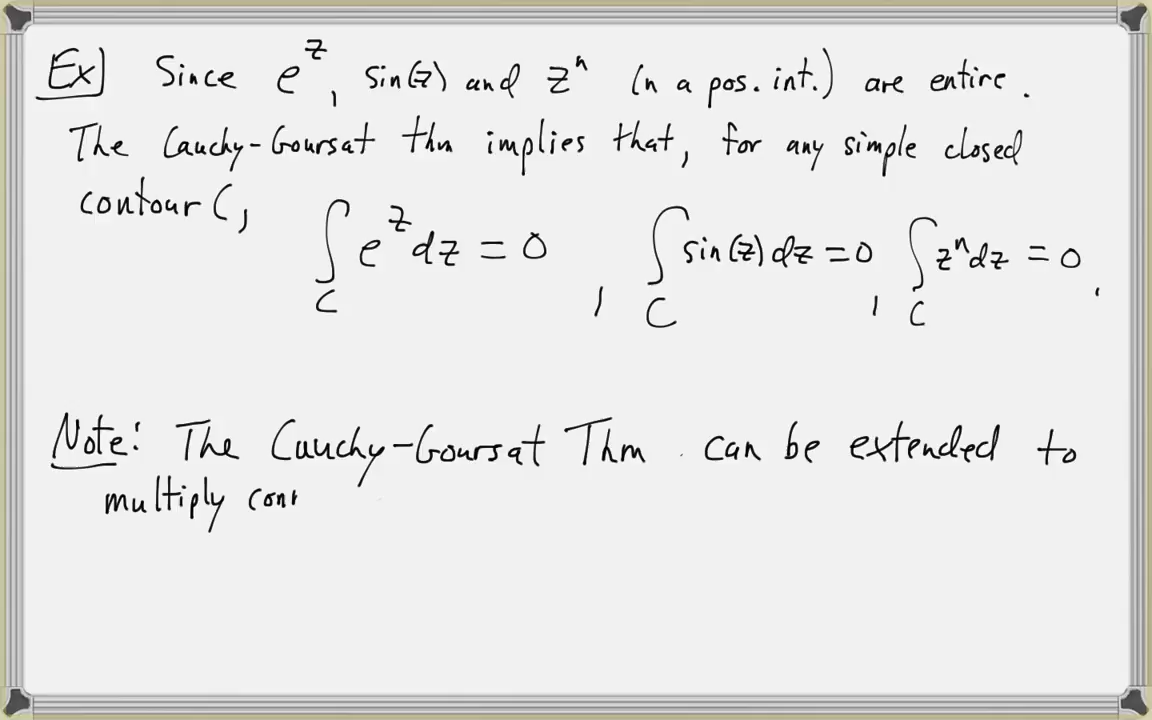 Ex Since e^z, sin(z) and z^n (n a pos. int.) are entire.
The Cauchy-Goursat thm implies that, for any simple closed
contour C,
∫_C e^z dz = 0, ∫_C sin(z) dz = 0, ∫_C z^n dz = 0.
Note: The Cauchy-Goursat Thm. can be extended to
multiply con